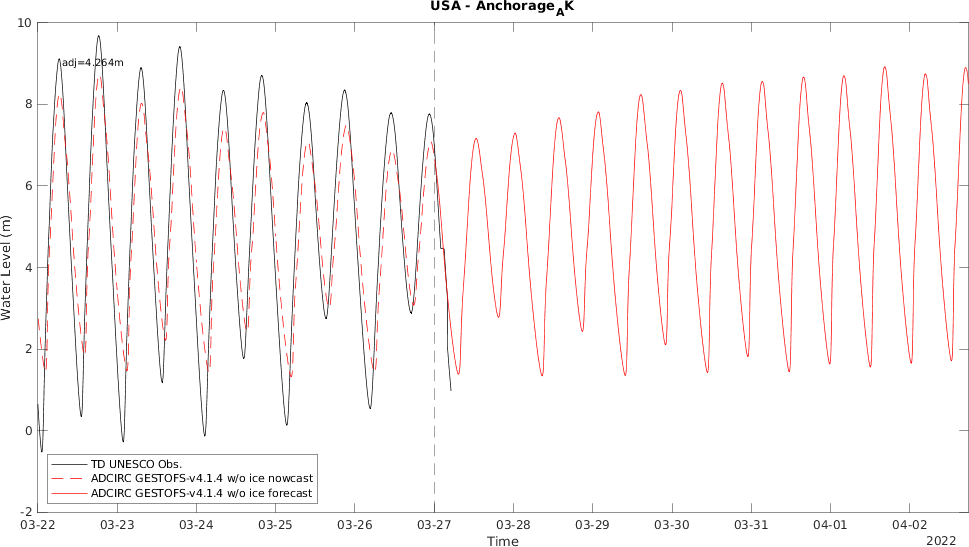 USA - Anchorage_AK
10
adj=4.264m
8
6
4
2
0
-2
Water Level (m)
TD UNESCO Obs.
ADCIRC GESTOFS-v4.1.4 w/o ice nowcast
ADCIRC GESTOFS-v4.1.4 w/o ice forecast
03-22 03-23 03-24 03-25 03-26 03-27 03-28 03-29 03-30 03-31 04-01 04-02
Time
2022